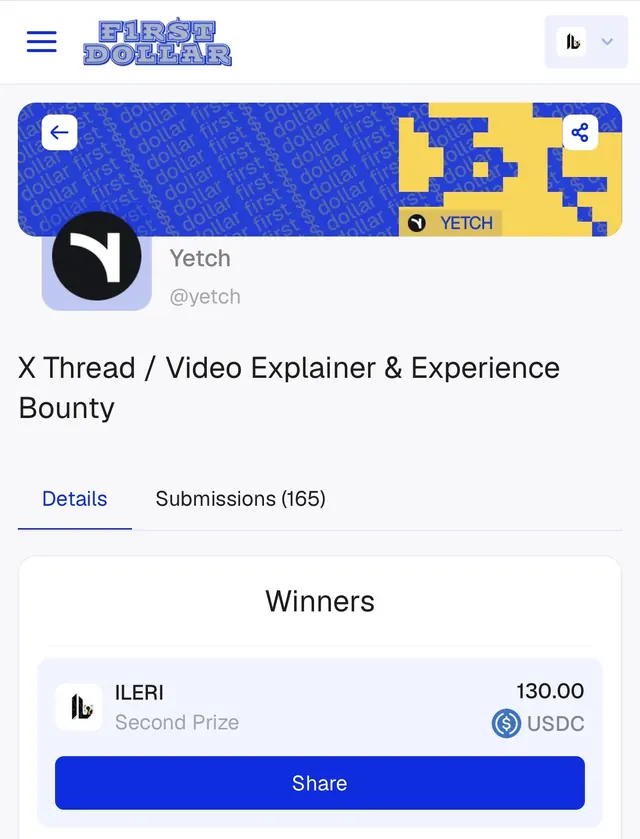 F1R$T
DOLLAR
YETCH
Yetch
@yetch
X Thread / Video Explainer & Experience
Bounty
Details
Submissions (165)
Winners
ILERI
130.00
Second Prize
USDC
Share